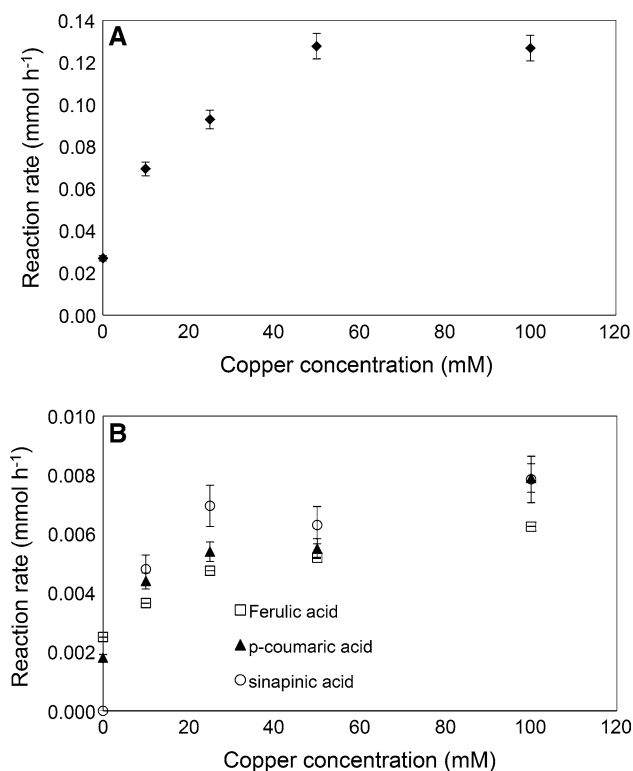 A
0.14
0.12
0.10
0.08
0.06
0.04
0.02
0.00
Reaction rate (mmol h⁻¹)
0 20 40 60 80 100 120
Copper concentration (mM)
B
0.010
0.008
0.006
0.004
0.002
0.000
Reaction rate (mmol h⁻¹)
Ferulic acid
p-coumaric acid
sinapinic acid
0 20 40 60 80 100 120
Copper concentration (mM)